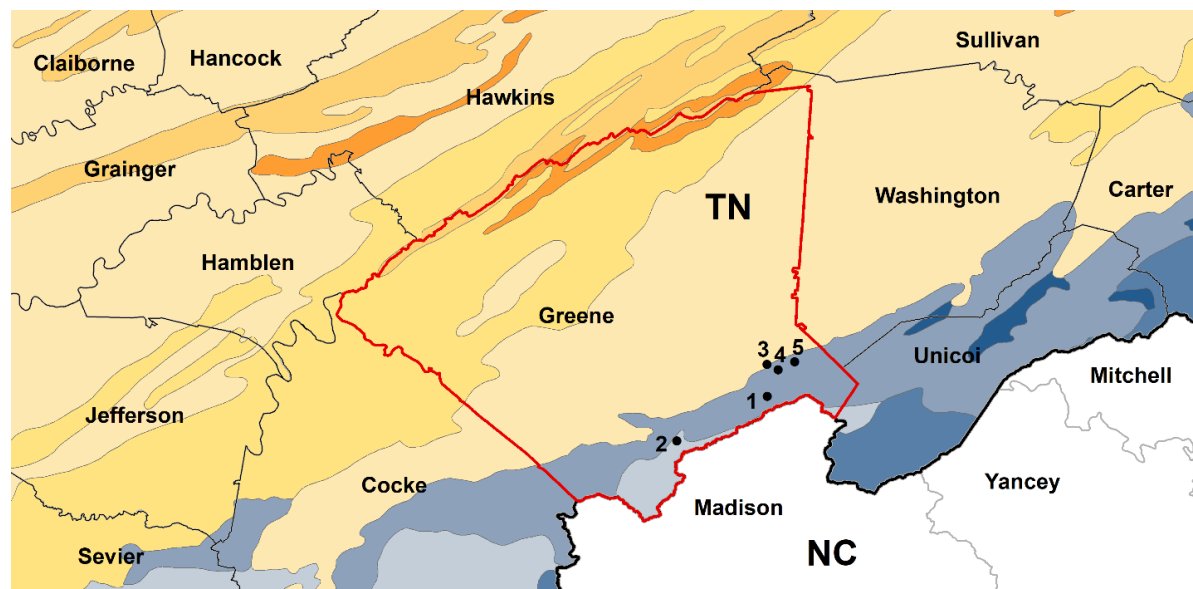 Sullivan
Hancock
Claiborne
Hawkins
Grainger
TN
Washington
Carter
Hamblen
Greene
3
4
5
Unicoi
Mitchell
1
Jefferson
2
Cocke
Yancey
Madison
NC
Sevier